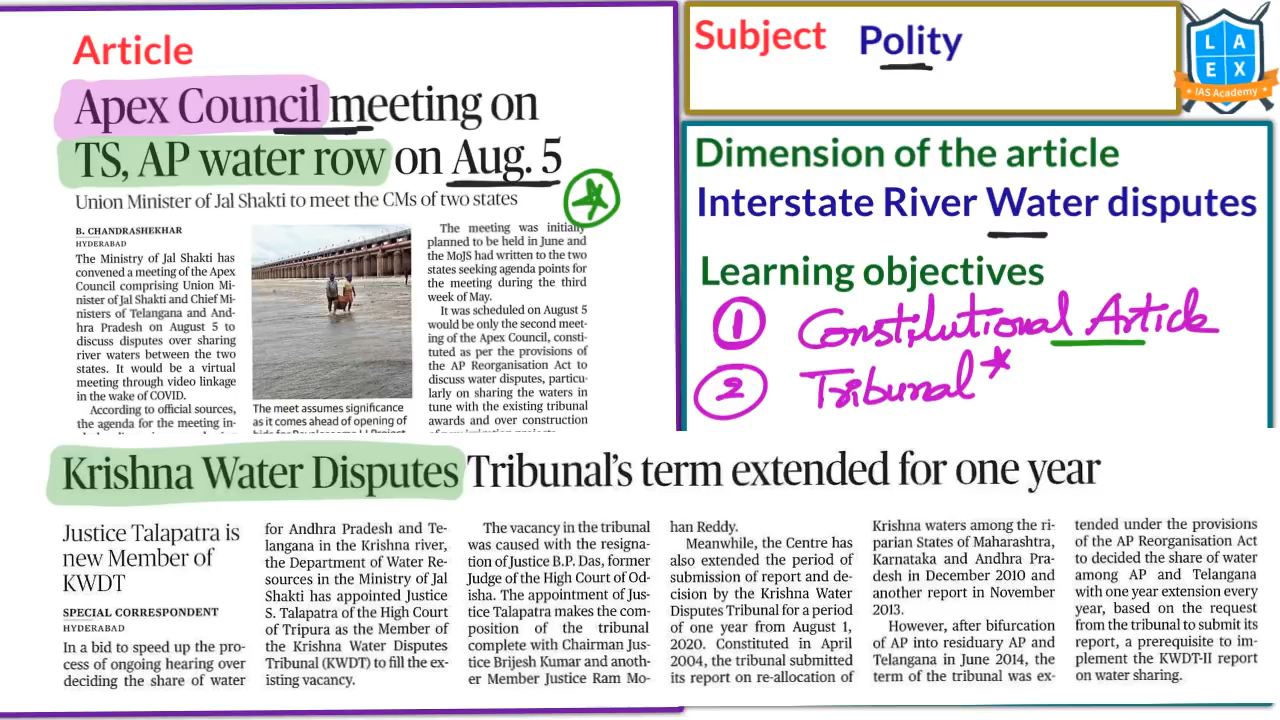 Article
Apex Council meeting on
TS, AP water row on Aug. 5
Union Minister of Jal Shakti to meet the CMs of two states
B. CHANDRASHEKHAR
HYDERABAD
The Ministry of Jal Shakti has
convened a meeting of the Apex
Council comprising Union Mi-
nister of Jal Shakti and Chief Mi-
nisters of Telangana and And-
hra Pradesh on August 5 to
discuss disputes over sharing
river waters between the two
states. It would be a virtual
meeting through video linkage
in the wake of COVID.
According to official sources,
the agenda for the meeting in-
The meet assumes significance
as it comes ahead of opening of
The meeting was initially
planned to be held in June and
the MoJS had written to the two
states seeking agenda points for
the meeting during the third
week of May.
It was scheduled on August 5
would be only the second meet-
ing of the Apex Council, consti-
tuted as per the provisions of
the AP Reorganisation Act to
discuss water disputes, particu-
larly on sharing the waters in
tune with the existing tribunal
awards and over construction
Subject Polity
LAEX
IAS Academy
Dimension of the article
Interstate River Water disputes
Learning objectives
1 Constitutional Article
2 Tribunal*
Krishna Water Disputes Tribunal's term extended for one year
Justice Talapatra is
new Member of
KWDT
SPECIAL CORRESPONDENT
HYDERABAD
In a bid to speed up the pro-
cess of ongoing hearing over
deciding the share of water
for Andhra Pradesh and Te-
langana in the Krishna river,
the Department of Water Re-
sources in the Ministry of Jal
Shakti has appointed Justice
S. Talapatra of the High Court
of Tripura as the Member of
the Krishna Water Disputes
Tribunal (KWDT) to fill the ex-
isting vacancy.
The vacancy in the tribunal
was caused with the resigna-
tion of Justice B.P. Das, former
Judge of the High Court of Od-
isha. The appointment of Jus-
tice Talapatra makes the com-
position of the tribunal
complete with Chairman Jus-
tice Brijesh Kumar and anoth-
er Member Justice Ram Mo-
han Reddy.
Meanwhile, the Centre has
also extended the period of
submission of report and de-
cision by the Krishna Water
Disputes Tribunal for a period
of one year from August 1,
2020. Constituted in April
2004, the tribunal submitted
its report on re-allocation of
Krishna waters among the ri-
parian States of Maharashtra,
Karnataka and Andhra Pra-
desh in December 2010 and
another report in November
2013.
However, after bifurcation
of AP into residuary AP and
Telangana in June 2014, the
term of the tribunal was ex-
tended under the provisions
of the AP Reorganisation Act
to decided the share of water
among AP and Telangana
with one year extension every
year, based on the request
from the tribunal to submit its
report, a prerequisite to im-
plement the KWDT-II report
on water sharing.